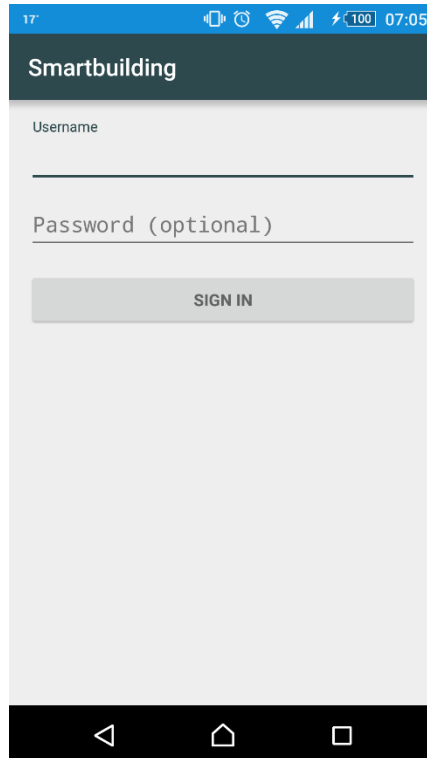 17° 100 07:05
Smartbuilding
Username
Password (optional)
SIGN IN